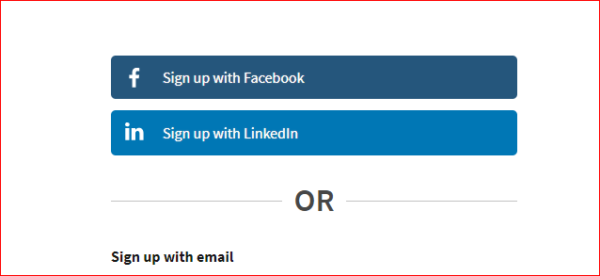 Sign up with Facebook
in Sign up with LinkedIn
OR
Sign up with email